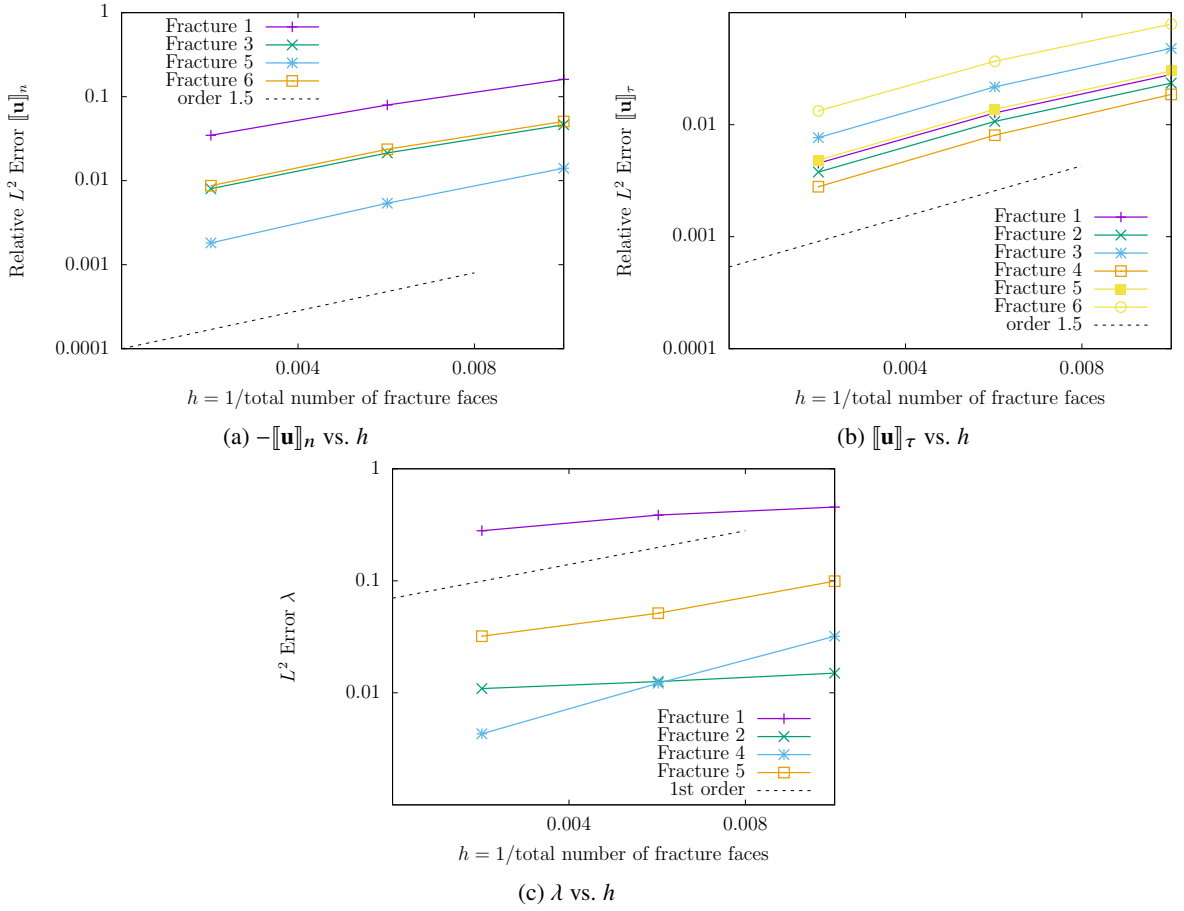 1
0.1
0.01
0.001
0.0001
Relative L² Error ⟦u⟧ₙ
Fracture 1
Fracture 3
Fracture 5
Fracture 6
order 1.5
0.004
0.008
h = 1/total number of fracture faces
(a) −⟦𝐮⟧ₙ vs. h
0.01
0.001
0.0001
Relative L² Error ⟦u⟧τ
Fracture 1
Fracture 2
Fracture 3
Fracture 4
Fracture 5
Fracture 6
order 1.5
0.004
0.008
h = 1/total number of fracture faces
(b) ⟦𝐮⟧τ vs. h
1
0.1
0.01
L² Error λ
Fracture 1
Fracture 2
Fracture 4
Fracture 5
1st order
0.004
0.008
h = 1/total number of fracture faces
(c) λ vs. h